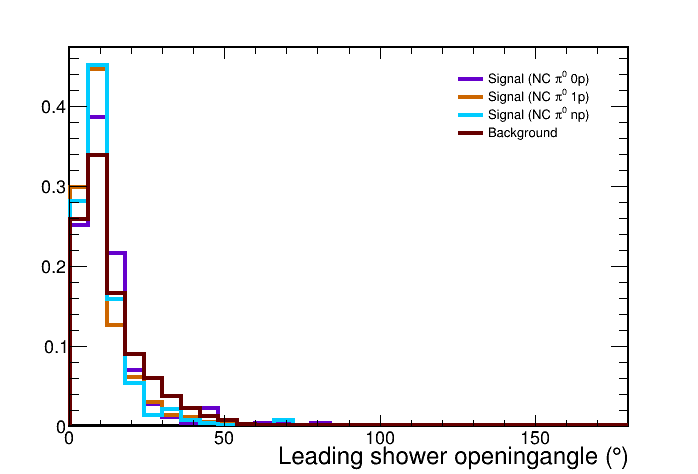 Signal (NC π⁰ 0p)
Signal (NC π⁰ 1p)
Signal (NC π⁰ np)
Background
0.4
0.3
0.2
0.1
0
0 50 100 150
Leading shower openingangle (º)